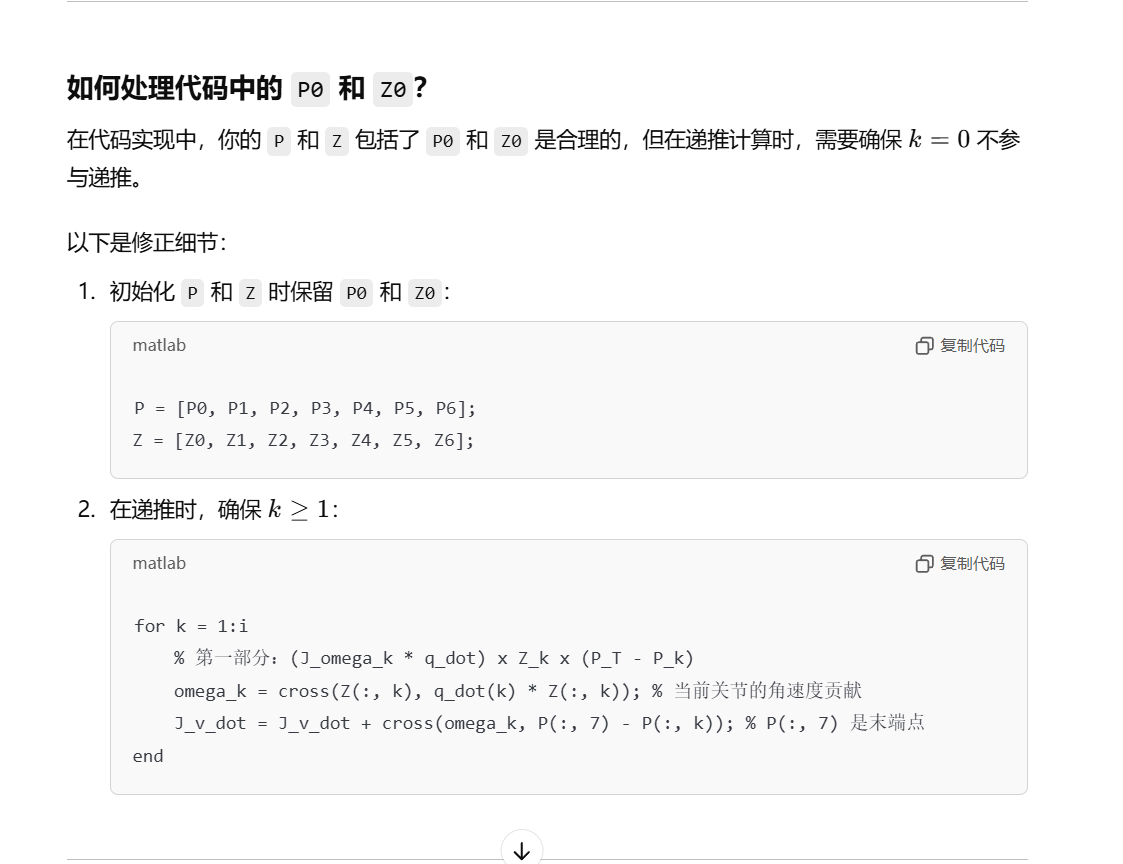 如何处理代码中的 P0 和 Z0?
在代码实现中，你的 P 和 Z 包括了 P0 和 Z0 是合理的，但在递推计算时，需要确保 k = 0 不参
与递推。
以下是修正细节：
1. 初始化 P 和 Z 时保留 P0 和 Z0：
matlab 复制代码
P = [P0, P1, P2, P3, P4, P5, P6];
Z = [Z0, Z1, Z2, Z3, Z4, Z5, Z6];
2. 在递推时，确保 k ≥ 1：
matlab 复制代码
for k = 1:i
    % 第一部分：(J_omega_k * q_dot) x Z_k x (P_T - P_k)
    omega_k = cross(Z(:, k), q_dot(k) * Z(:, k)); % 当前关节的角速度贡献
    J_v_dot = J_v_dot + cross(omega_k, P(:, 7) - P(:, k)); % P(:, 7) 是末端点
end